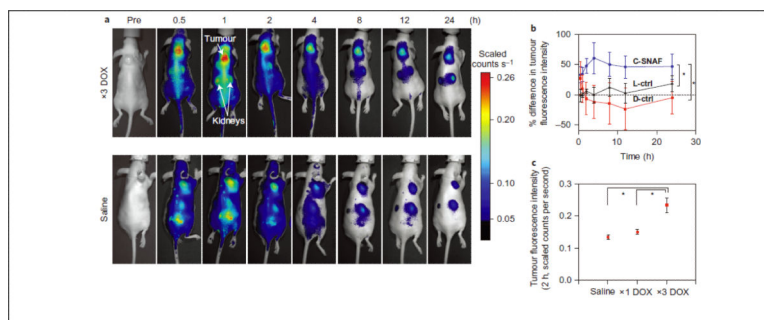 a
Pre 0.5 1 2 4 8 12 24 (h)
Tumour
Kidneys
×3 DOX
Saline
Scaled
counts s⁻¹
0.26
0.20
0.15
0.10
0.05
b
% difference in tumour
fluorescence intensity
100
50
0
–50
C-SNAF
L-ctrl
D-ctrl
*
*
0 10 20 30
Time (h)
c
Tumour fluorescence intensity
(2 h, scaled counts per second)
0.3
0.2
0.1
0.0
* *
Saline ×1 DOX ×3 DOX